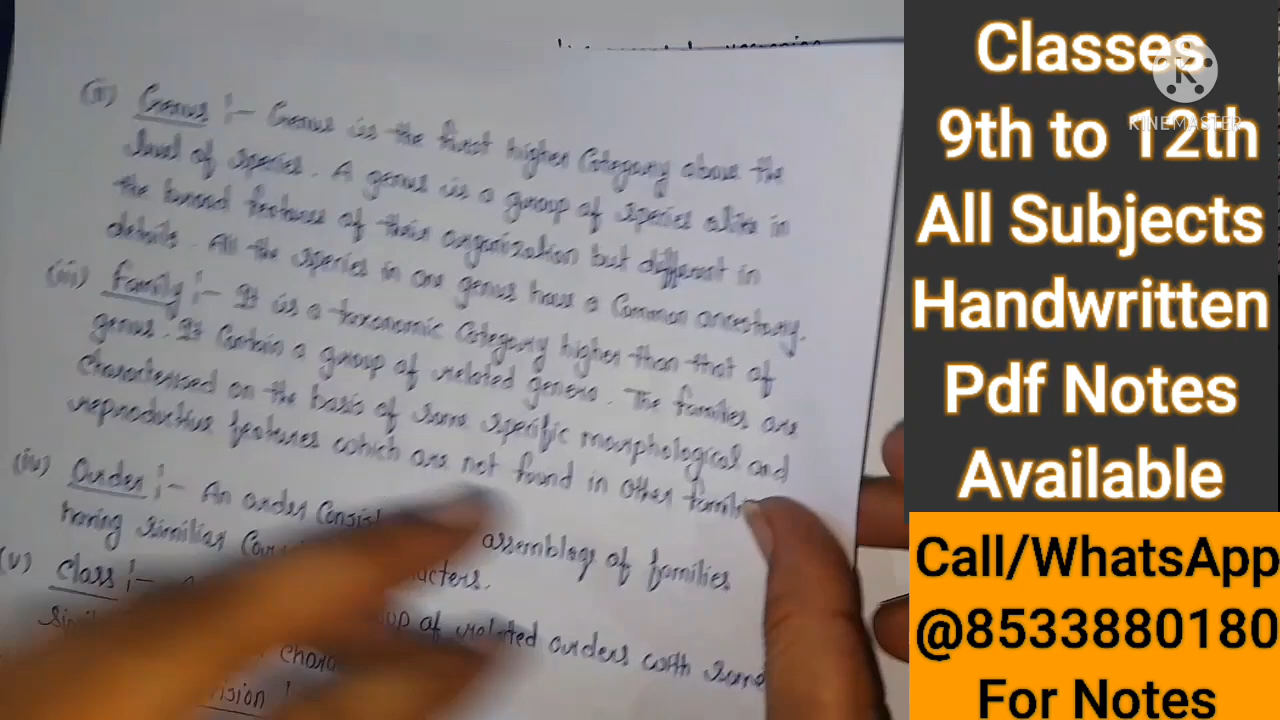 (ii) Genus :- Genus is the first higher Category above the
level of species. A genus is a group of species alike in
the broad features of their organization but different in
details. All the species in one genus have a Common ancestory.
(iii) Family :- It is a taxonomic category higher than that of
genus. It Contain a group of related genera. The families are
Characterised on the basis of some specific morphological and
reproductive features which are not found in other
(iv) Order :- An order assemblage of families
having similar
(v) Class :- of related orders with some
Classes
9th to 12th
All Subjects
Handwritten
Pdf Notes
Available
K
KINEMASTER
Call/WhatsApp
@8533880180
For Notes